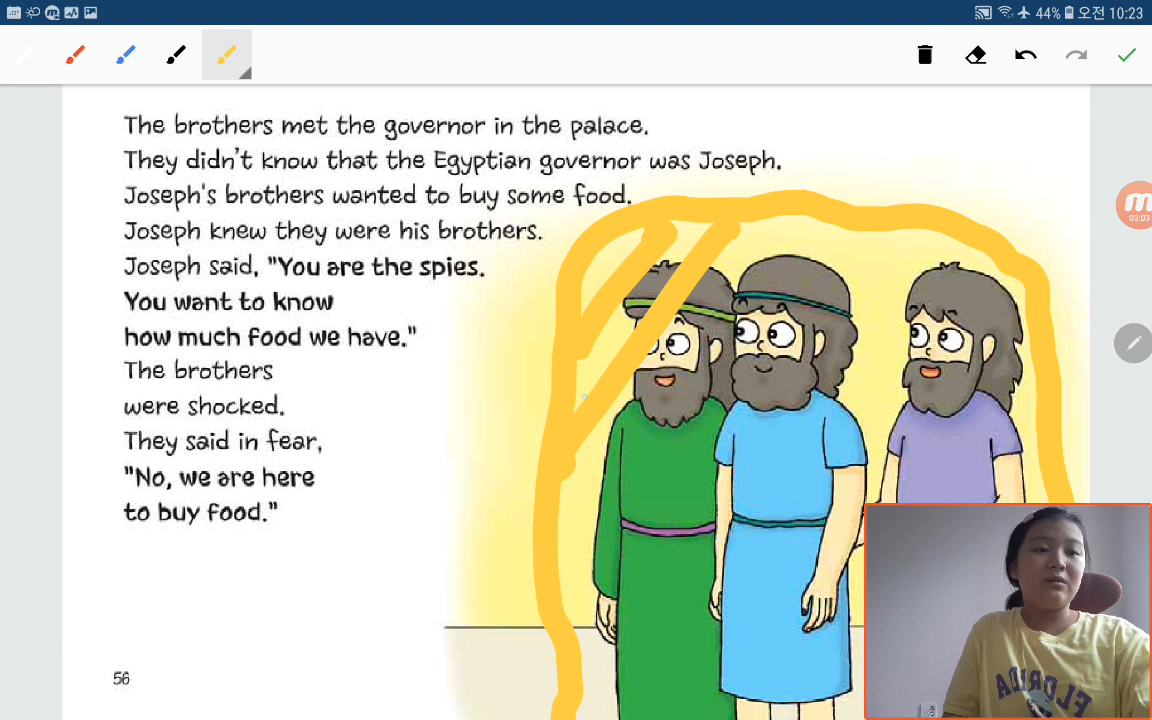 44% 오전 10:23
The brothers met the governor in the palace.
They didn't know that the Egyptian governor was Joseph.
Joseph's brothers wanted to buy some food.
Joseph knew they were his brothers.
Joseph said, "You are the spies.
You want to know
how much food we have."
The brothers
were shocked.
They said in fear,
"No, we are here
to buy food."
56
03:03
FLORIDA